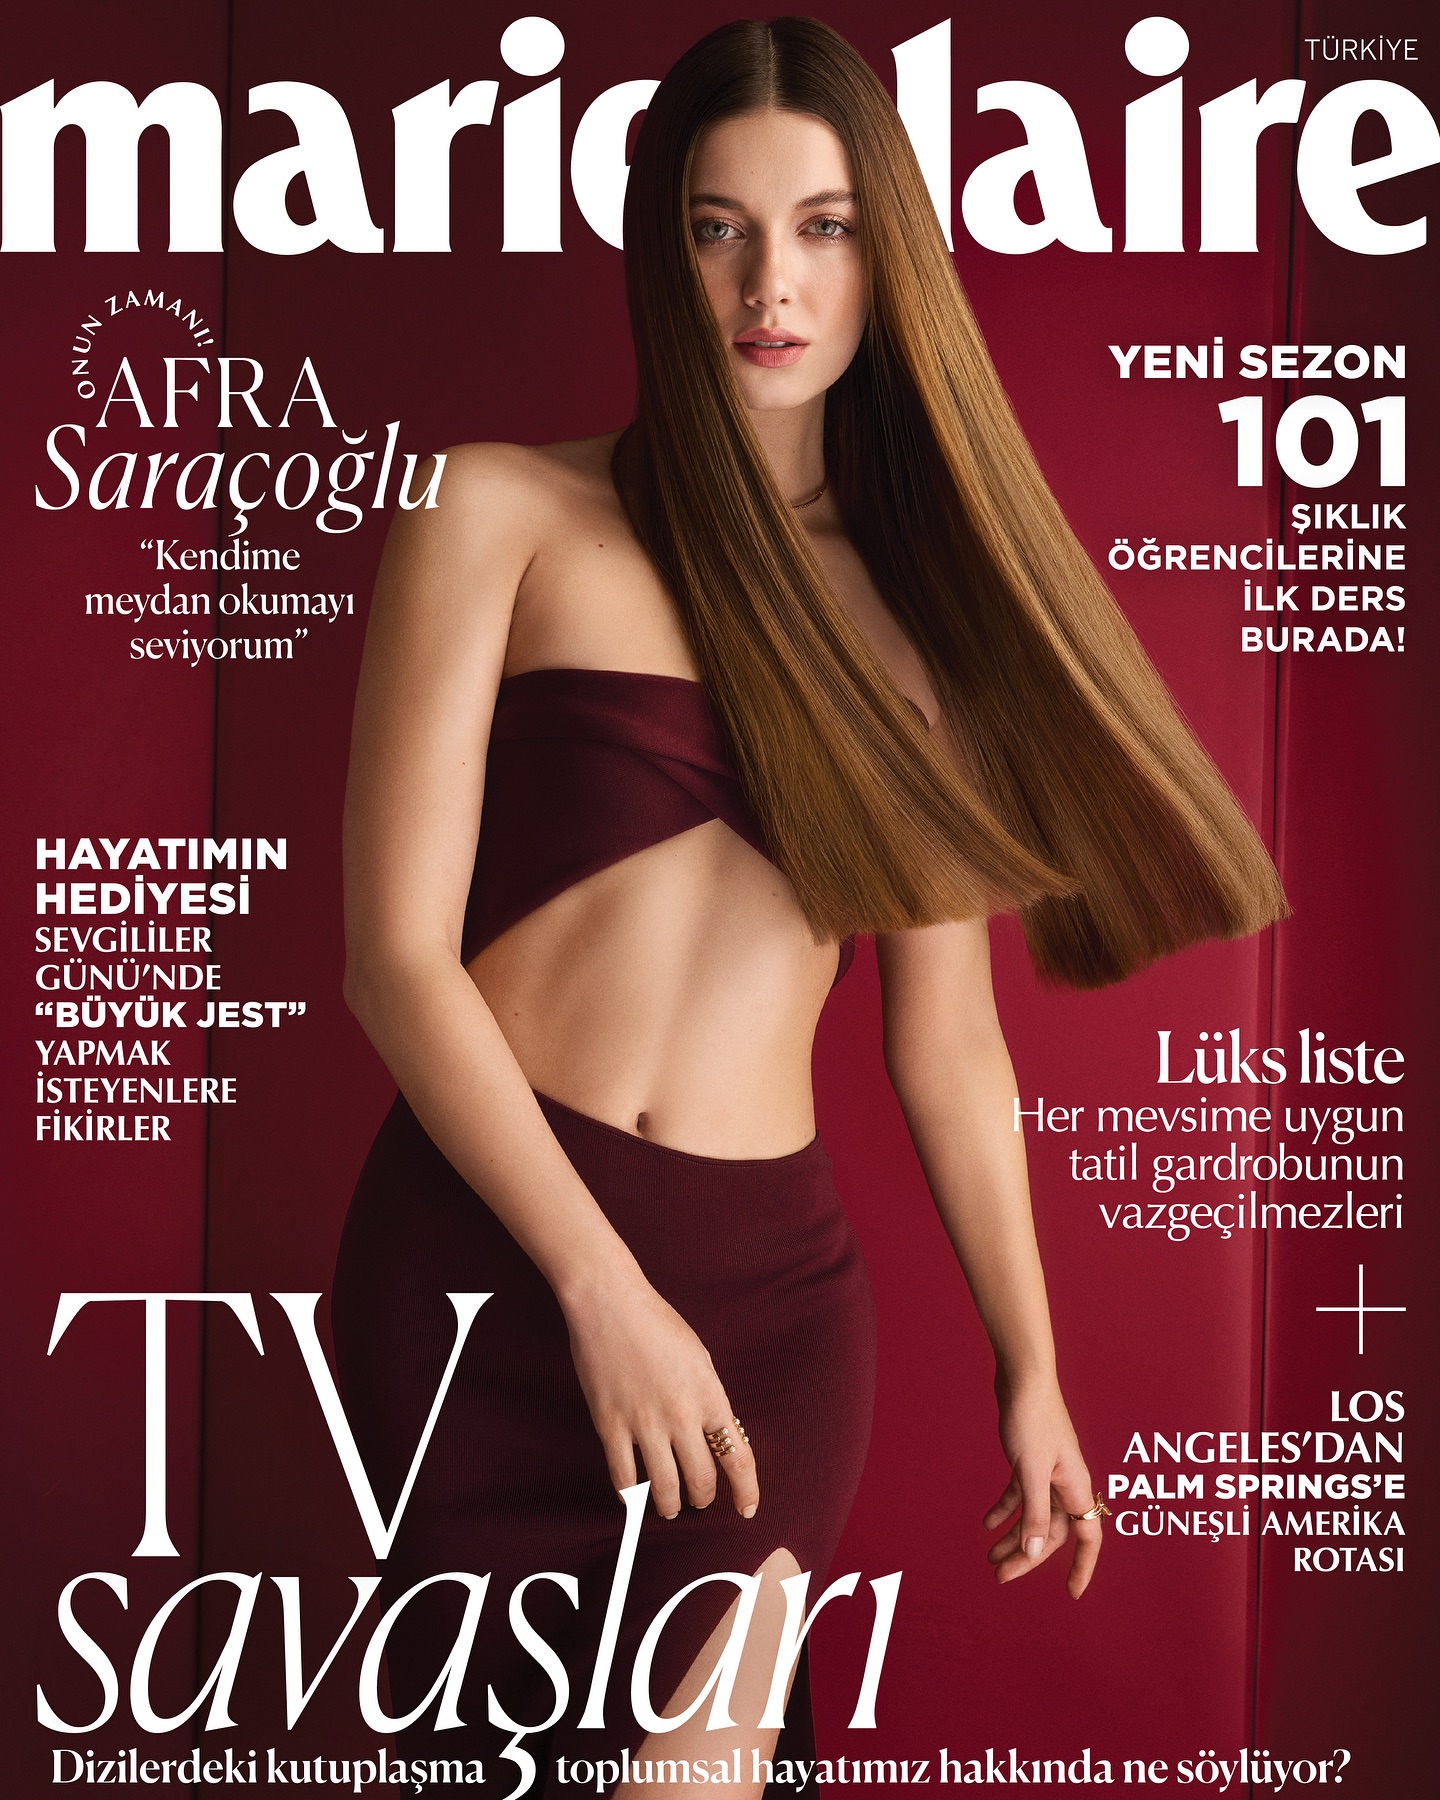 marie claire
TÜRKİYE
ONUN ZAMANI!
AFRA
Saraçoğlu
“Kendime
meydan okumayı
seviyorum”
YENİ SEZON
101
ŞIKLIK
ÖĞRENCİLERİNE
İLK DERS
BURADA!
HAYATIMIN
HEDİYESİ
SEVGİLİLER
GÜNÜ’NDE
“BÜYÜK JEST”
YAPMAK
İSTEYENLERE
FİKİRLER
Lüks liste
Her mevsime uygun
tatil gardrobunun
vazgeçilmezleri
+
LOS
ANGELES’DAN
PALM SPRINGS’E
GÜNEŞLİ AMERİKA
ROTASI
TV
savaşları
Dizilerdeki kutuplaşma toplumsal hayatımız hakkında ne söylüyor?